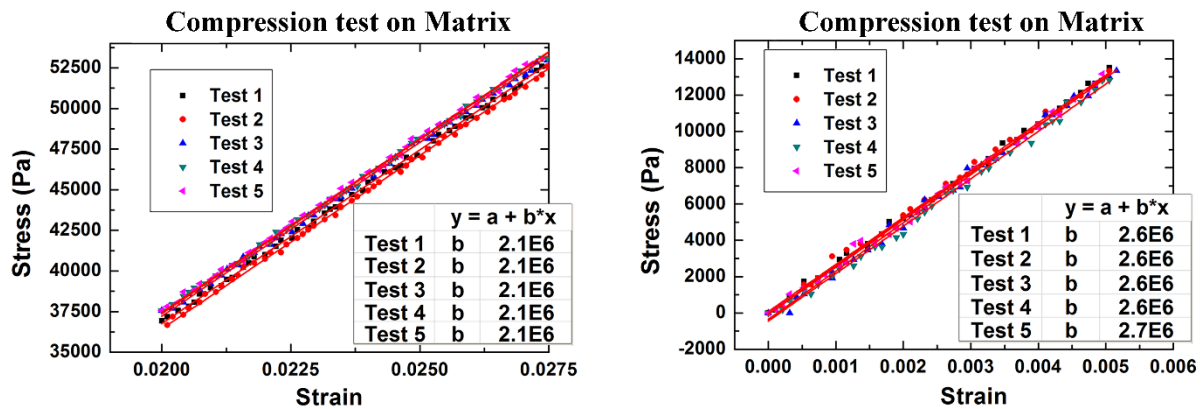 Compression test on Matrix
52500
50000
47500
45000
42500
40000
37500
35000
Stress (Pa)
Test 1
Test 2
Test 3
Test 4
Test 5
y = a + b*x
Test 1 b 2.1E6
Test 2 b 2.1E6
Test 3 b 2.1E6
Test 4 b 2.1E6
Test 5 b 2.1E6
0.0200 0.0225 0.0250 0.0275
Strain
Compression test on Matrix
14000
12000
10000
8000
6000
4000
2000
0
-2000
Stress (Pa)
Test 1
Test 2
Test 3
Test 4
Test 5
y = a + b*x
Test 1 b 2.6E6
Test 2 b 2.6E6
Test 3 b 2.6E6
Test 4 b 2.6E6
Test 5 b 2.7E6
0.000 0.001 0.002 0.003 0.004 0.005 0.006
Strain